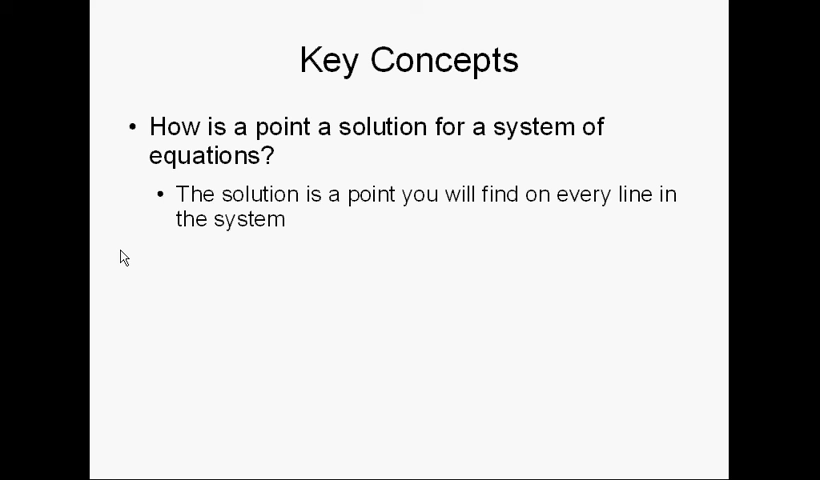 Key Concepts
• How is a point a solution for a system of
equations?
• The solution is a point you will find on every line in
the system